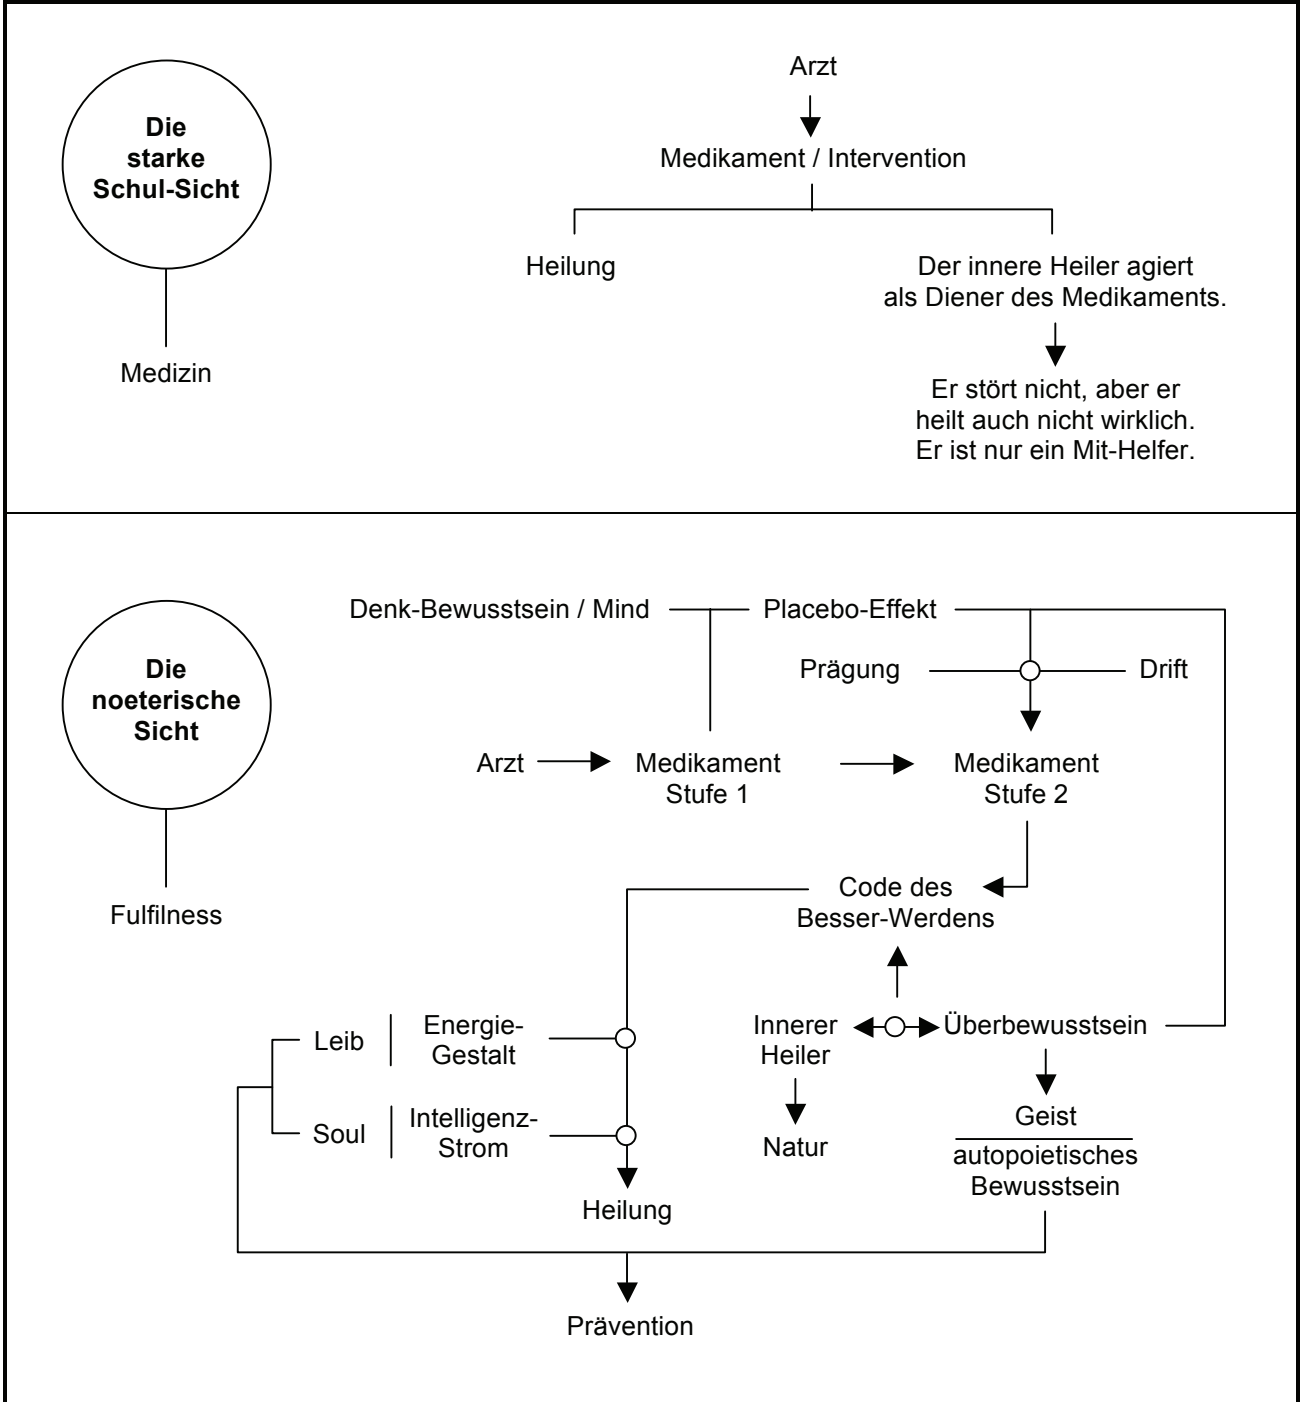 Die
starke
Schul-Sicht
Medizin
Arzt
Medikament / Intervention
Heilung
Der innere Heiler agiert
als Diener des Medikaments.
Er stört nicht, aber er
heilt auch nicht wirklich.
Er ist nur ein Mit-Helfer.
Die
noeterische
Sicht
Fulfilness
Denk-Bewusstsein / Mind
Placebo-Effekt
Prägung
Drift
Arzt
Medikament
Stufe 1
Medikament
Stufe 2
Code des
Besser-Werdens
Leib
Energie-
Gestalt
Innerer
Heiler
Überbewusstsein
Soul
Intelligenz-
Strom
Natur
Geist
autopoietisches
Bewusstsein
Heilung
Prävention